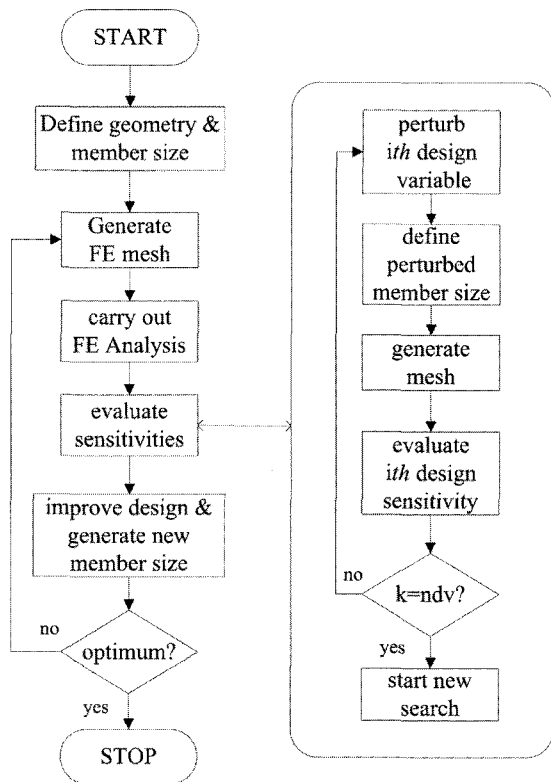 START
Define geometry &
member size
Generate
FE mesh
carry out
FE Analysis
evaluate
sensitivities
improve design &
generate new
member size
no
optimum?
yes
STOP
perturb
ith design
variable
define
perturbed
member size
generate
mesh
evaluate
ith design
sensitivity
no
k=ndv?
yes
start new
search